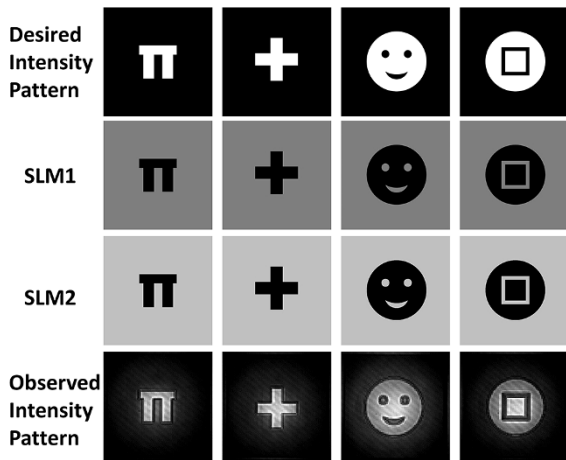 Desired
Intensity
Pattern
π
SLM1
π
SLM2
π
Observed
Intensity
Pattern
π